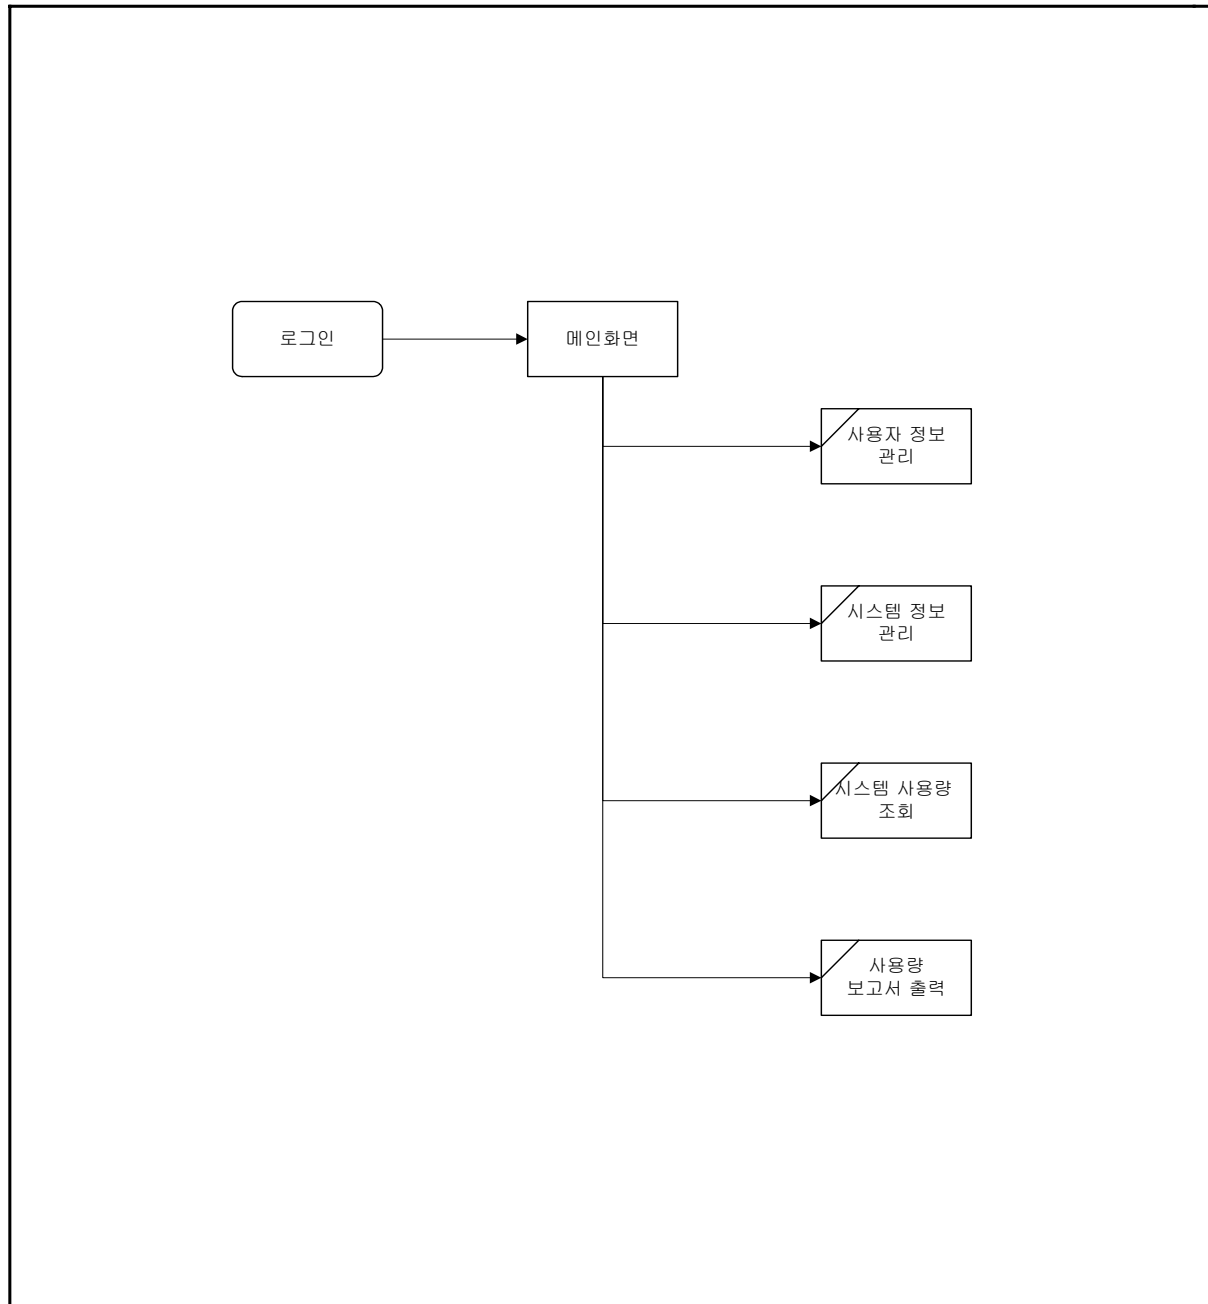 로그인
메인화면
사용자 정보
관리
시스템 정보
관리
시스템 사용량
조회
사용량
보고서 출력